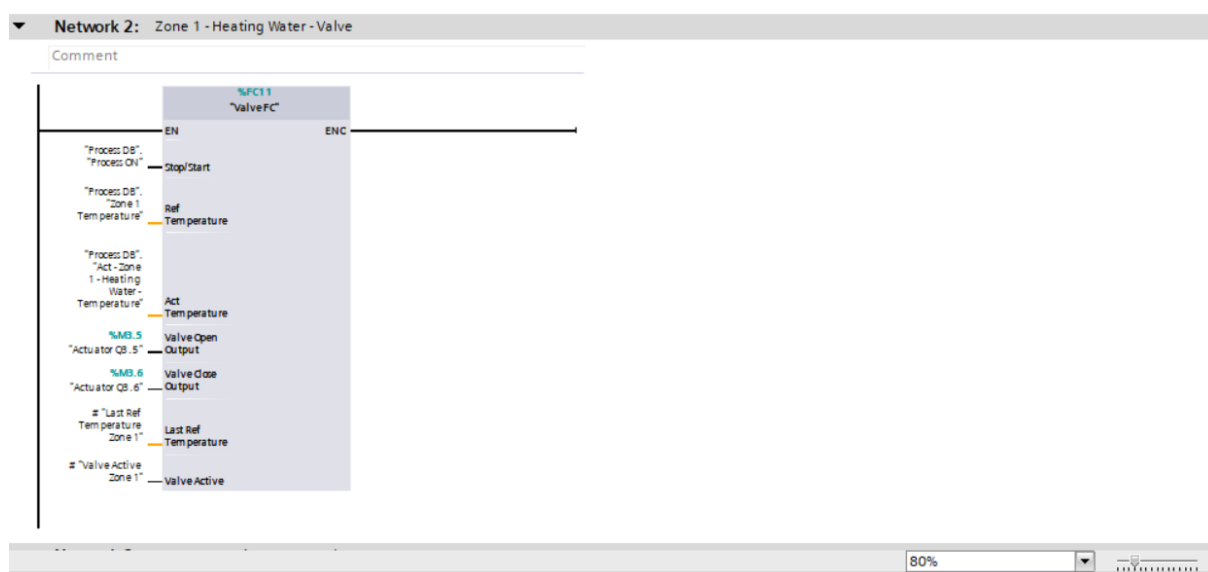 Network 2: Zone 1 - Heating Water - Valve
Comment
%FC11
"Valve FC"
EN ENC
"Process DB".
"Process ON"
Stop/Start
"Process DB".
"Zone 1
Temperature"
Ref
Temperature
"Process DB".
"Act - Zone
1 - Heating
Water -
Temperature"
Act
Temperature
%M3.5
"Actuator Q3.5"
Valve Open
Output
%M3.6
"Actuator Q3.6"
Valve Close
Output
# "Last Ref
Temperature
Zone 1"
Last Ref
Temperature
# "Valve Active
Zone 1"
Valve Active
80%